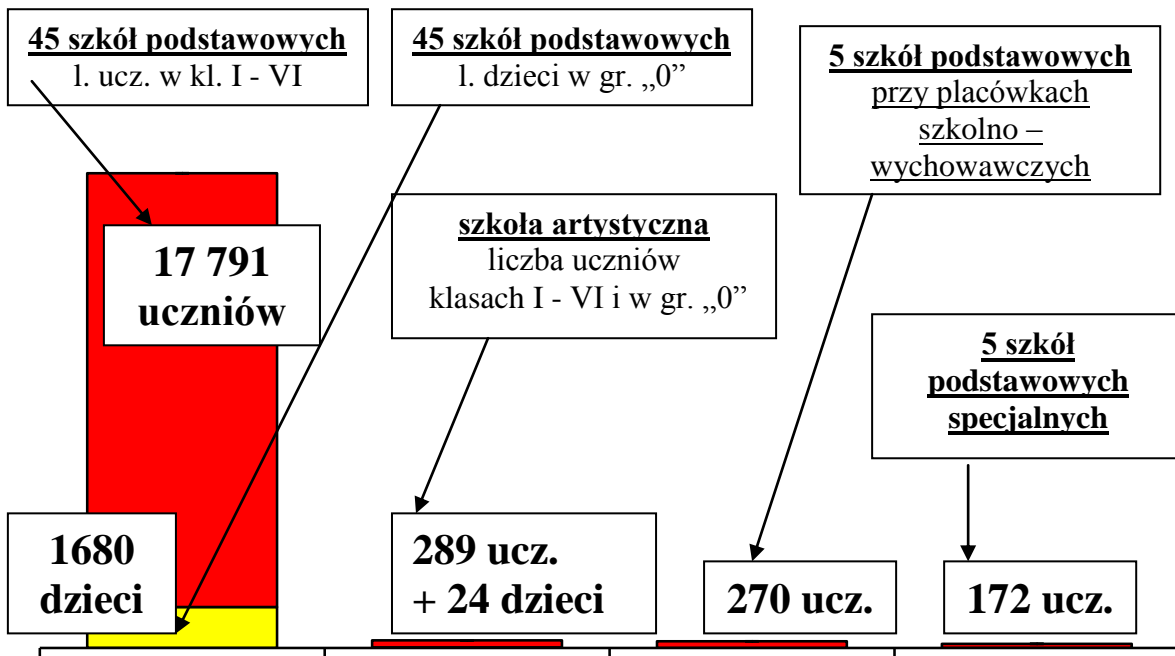 45 szkół podstawowych
l. ucz. w kl. I - VI
45 szkół podstawowych
l. dzieci w gr. „0”
5 szkół podstawowych
przy placówkach
szkolno –
wychowawczych
szkoła artystyczna
liczba uczniów
klasach I - VI i w gr. „0”
17 791
uczniów
5 szkół
podstawowych
specjalnych
1680
dzieci
289 ucz.
+ 24 dzieci
270 ucz.
172 ucz.